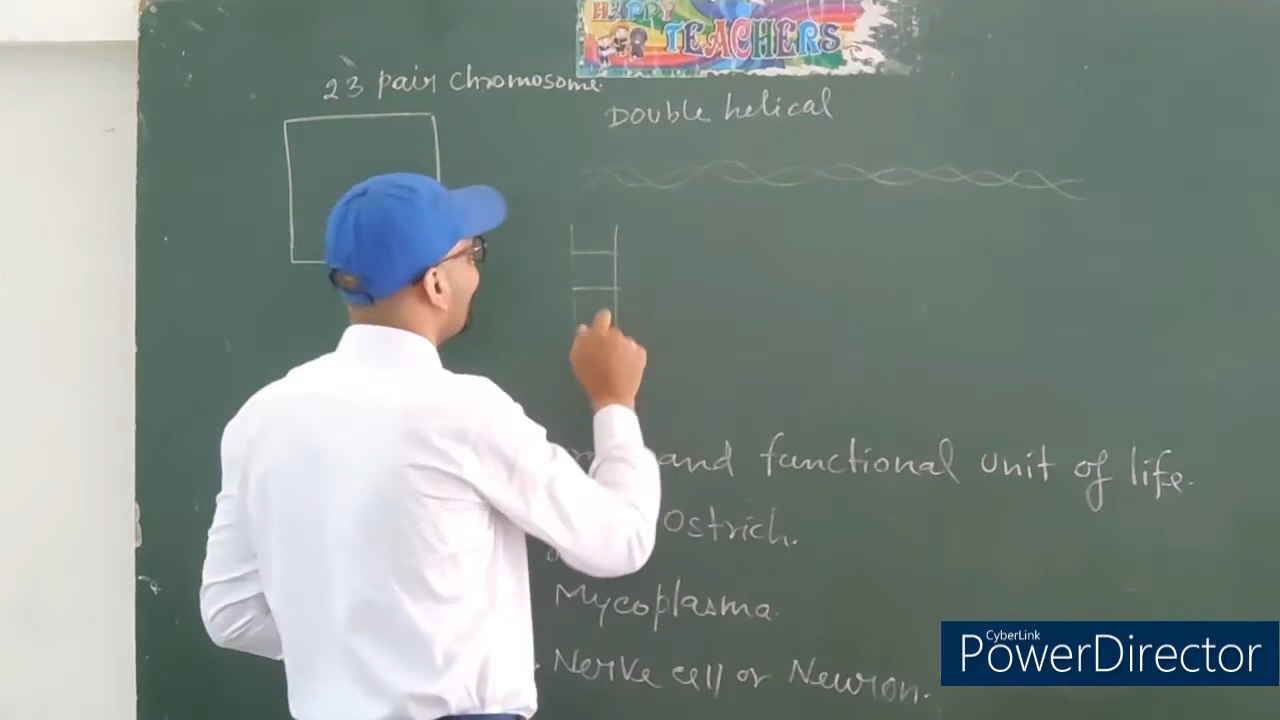 HAPPY
TEACHERS
23 pair chromosome.
Double helical
and functional unit of life.
Ostrich.
Mycoplasma.
Nerve cell or Neuron.
CyberLink
PowerDirector